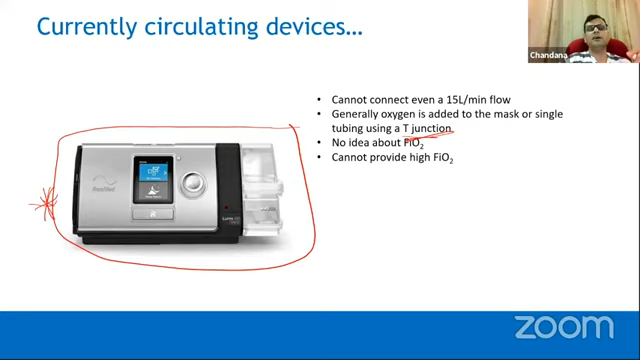 Currently circulating devices...
Chandana
• Cannot connect even a 15L/min flow
• Generally oxygen is added to the mask or single
tubing using a T junction
• No idea about FiO₂
• Cannot provide high FiO₂
ResMed
Lumis
zoom